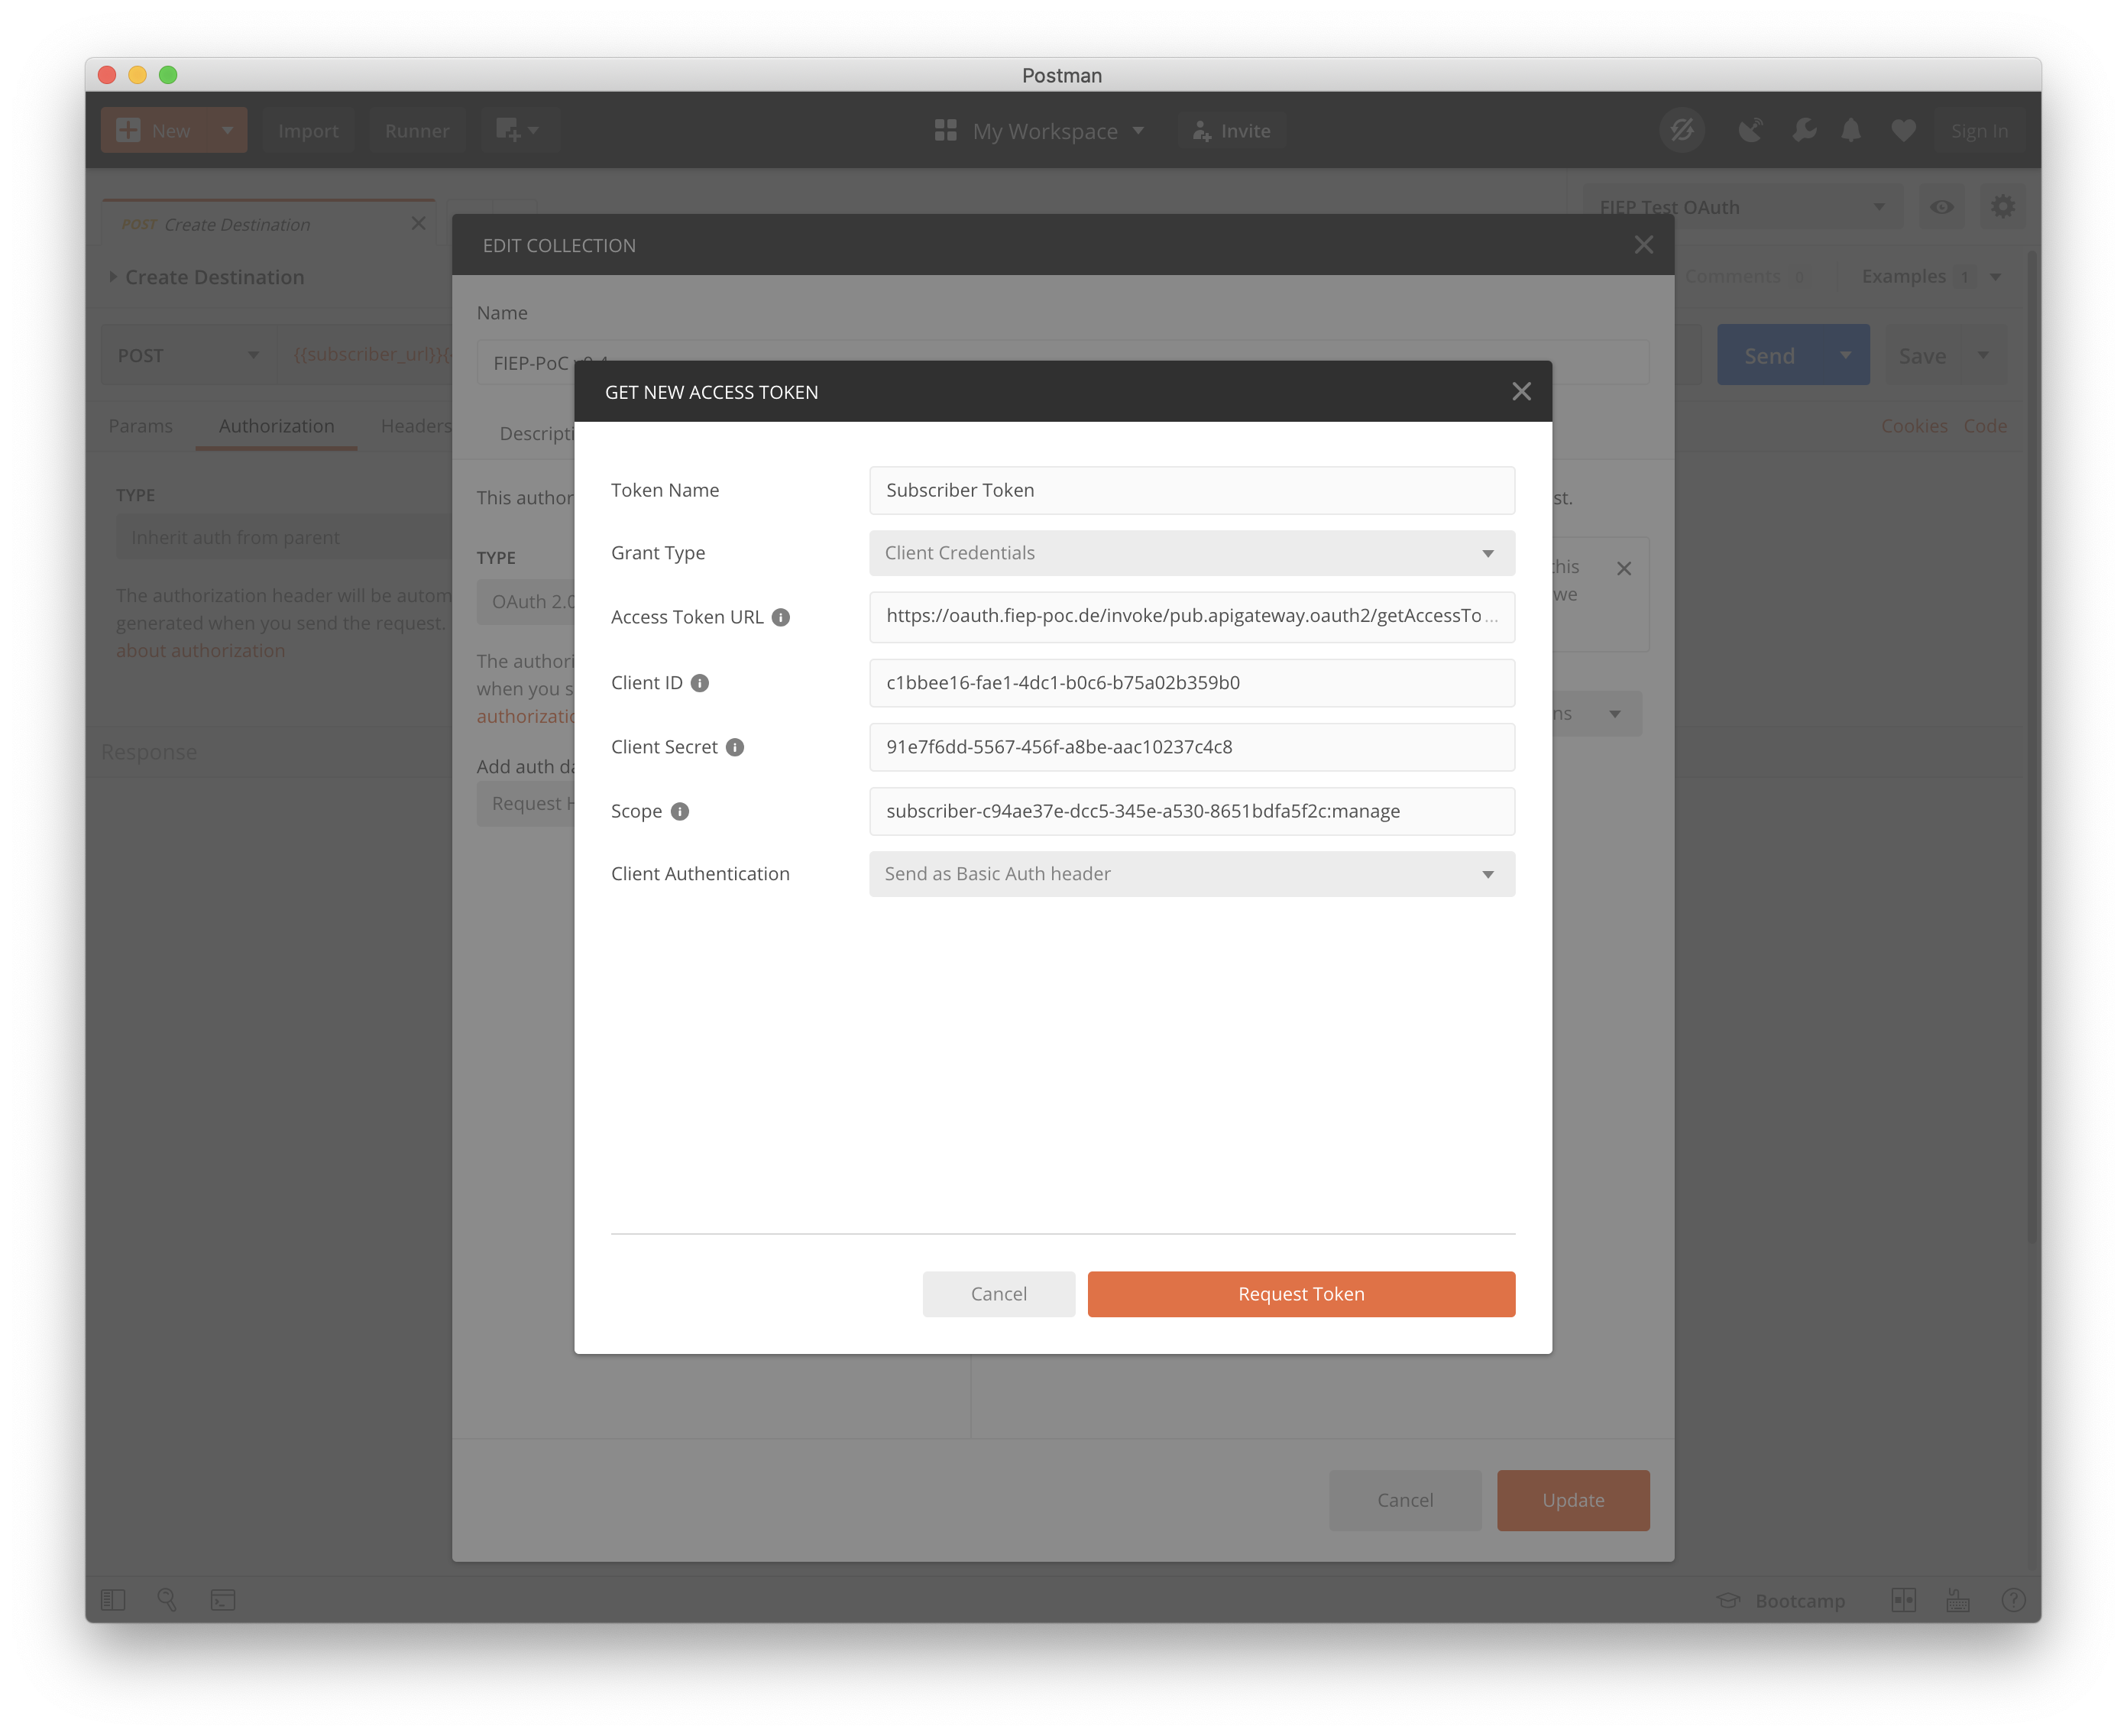 Postman
New
Import
Runner
My Workspace
Invite
Sign In
POST Create Destination
FIEP Test OAuth
EDIT COLLECTION
Create Destination
Comments 0
Examples 1
Name
POST
{{subscriber_url}}{
FIEP-PoC
Send
Save
GET NEW ACCESS TOKEN
Params
Authorization
Headers
Cookies
Code
Token Name
Subscriber Token
TYPE
This author
st.
Inherit auth from parent
TYPE
Grant Type
Client Credentials
his
The authorization header will be autom
OAuth 2.0
we
generated when you send the request.
Access Token URL
https://oauth.fiep-poc.de/invoke/pub.apigateway.oauth2/getAccessTo...
about authorization
The authori
when you s
authorizatio
Client ID
c1bbee16-fae1-4dc1-b0c6-b75a02b359b0
ns
Response
Client Secret
91e7f6dd-5567-456f-a8be-aac10237c4c8
Add auth da
Request H
Scope
subscriber-c94ae37e-dcc5-345e-a530-8651bdfa5f2c:manage
Client Authentication
Send as Basic Auth header
Cancel
Request Token
Cancel
Update
Bootcamp